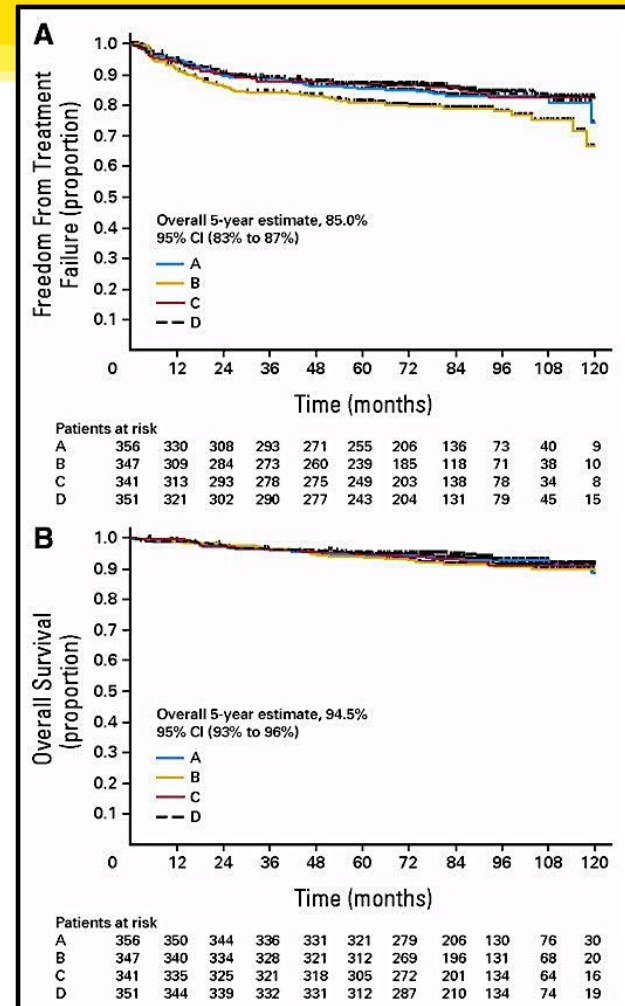 A
Freedom From Treatment
Failure (proportion)
1.0
0.9
0.8
0.7
0.6
0.5
0.4
0.3
0.2
0.1
Overall 5-year estimate, 85.0%
95% CI (83% to 87%)
A
B
C
D
0 12 24 36 48 60 72 84 96 108 120
Time (months)
Patients at risk
A 356 330 308 293 271 255 206 136 73 40 9
B 347 309 284 273 260 239 185 118 71 38 10
C 341 313 293 278 275 249 203 138 78 34 8
D 351 321 302 290 277 243 204 131 79 45 15
B
Overall Survival
(proportion)
1.0
0.9
0.8
0.7
0.6
0.5
0.4
0.3
0.2
0.1
Overall 5-year estimate, 94.5%
95% CI (93% to 96%)
A
B
C
D
0 12 24 36 48 60 72 84 96 108 120
Time (months)
Patients at risk
A 356 350 344 336 331 321 279 206 130 76 30
B 347 340 334 328 321 312 269 196 131 68 20
C 341 335 325 321 318 305 272 201 134 64 16
D 351 344 339 332 331 312 287 210 134 74 19